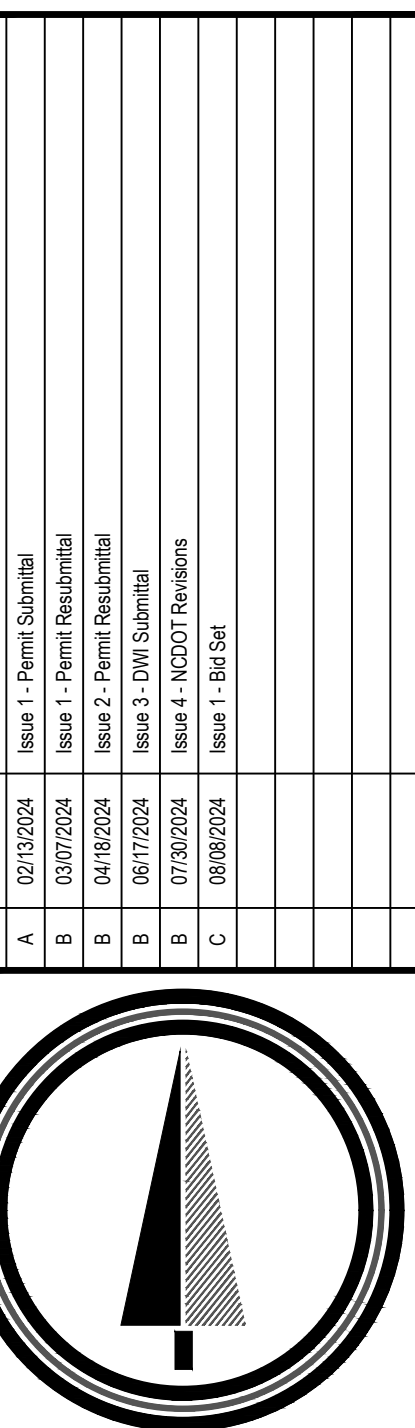 A 02/13/2024 Issue 1 - Permit Submittal
B 03/07/2024 Issue 1 - Permit Resubmittal
B 04/18/2024 Issue 2 - Permit Resubmittal
B 06/17/2024 Issue 3 - DWI Submittal
B 07/30/2024 Issue 4 - NCDOT Revisions
C 08/08/2024 Issue 1 - Bid Set